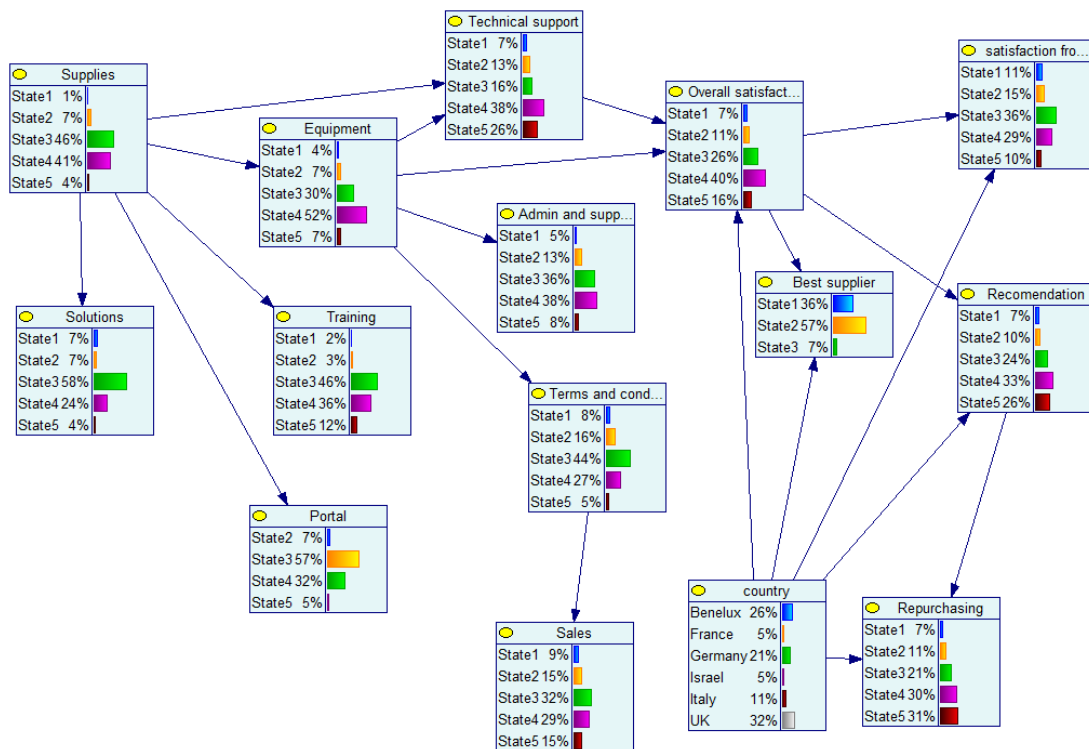 Technical support
State1 7%
State2 13%
State3 16%
State4 38%
State5 26%
satisfaction fro...
State1 11%
State2 15%
State3 36%
State4 29%
State5 10%
Supplies
State1 1%
State2 7%
State3 46%
State4 41%
State5 4%
Overall satisfact...
State1 7%
State2 11%
State3 26%
State4 40%
State5 16%
Equipment
State1 4%
State2 7%
State3 30%
State4 52%
State5 7%
Admin and supp...
State1 5%
State2 13%
State3 36%
State4 38%
State5 8%
Best supplier
State1 36%
State2 57%
State3 7%
Recomendation
State1 7%
State2 10%
State3 24%
State4 33%
State5 26%
Solutions
State1 7%
State2 7%
State3 58%
State4 24%
State5 4%
Training
State1 2%
State2 3%
State3 46%
State4 36%
State5 12%
Terms and cond...
State1 8%
State2 16%
State3 44%
State4 27%
State5 5%
Portal
State2 7%
State3 57%
State4 32%
State5 5%
country
Benelux 26%
France 5%
Germany 21%
Israel 5%
Italy 11%
UK 32%
Repurchasing
State1 7%
State2 11%
State3 21%
State4 30%
State5 31%
Sales
State1 9%
State2 15%
State3 32%
State4 29%
State5 15%